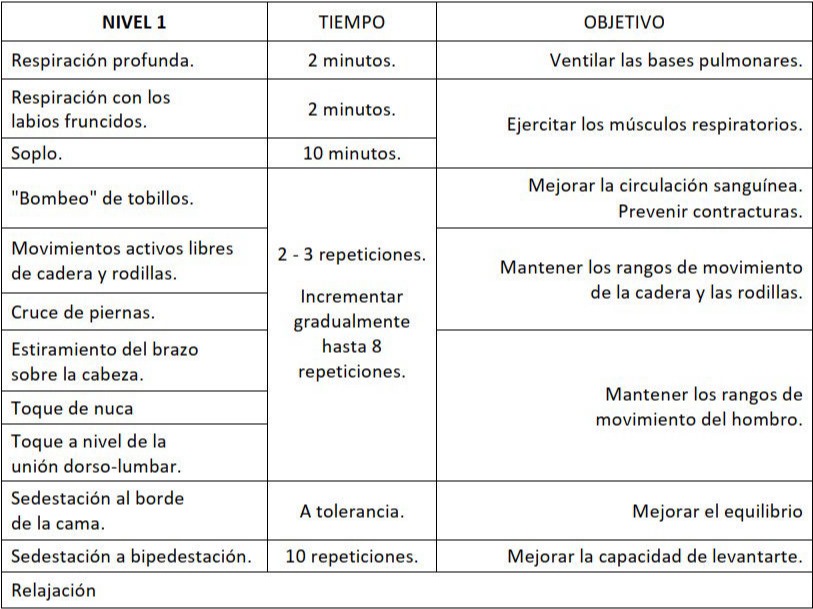 NIVEL 1 TIEMPO OBJETIVO
Respiración profunda. 2 minutos. Ventilar las bases pulmonares.
Respiración con los
labios fruncidos.
2 minutos.
Ejercitar los músculos respiratorios.
Soplo. 10 minutos.
"Bombeo" de tobillos.
2 - 3 repeticiones.
Incrementar
gradualmente
hasta 8
repeticiones.
Mejorar la circulación sanguínea.
Prevenir contracturas.
Movimientos activos libres
de cadera y rodillas.
Mantener los rangos de movimiento
de la cadera y las rodillas.
Cruce de piernas.
Estiramiento del brazo
sobre la cabeza.
Mantener los rangos de
movimiento del hombro.
Toque de nuca
Toque a nivel de la
unión dorso-lumbar.
Sedestación al borde
de la cama.
A tolerancia.
Mejorar el equilibrio
Sedestación a bipedestación. 10 repeticiones. Mejorar la capacidad de levantarte.
Relajación